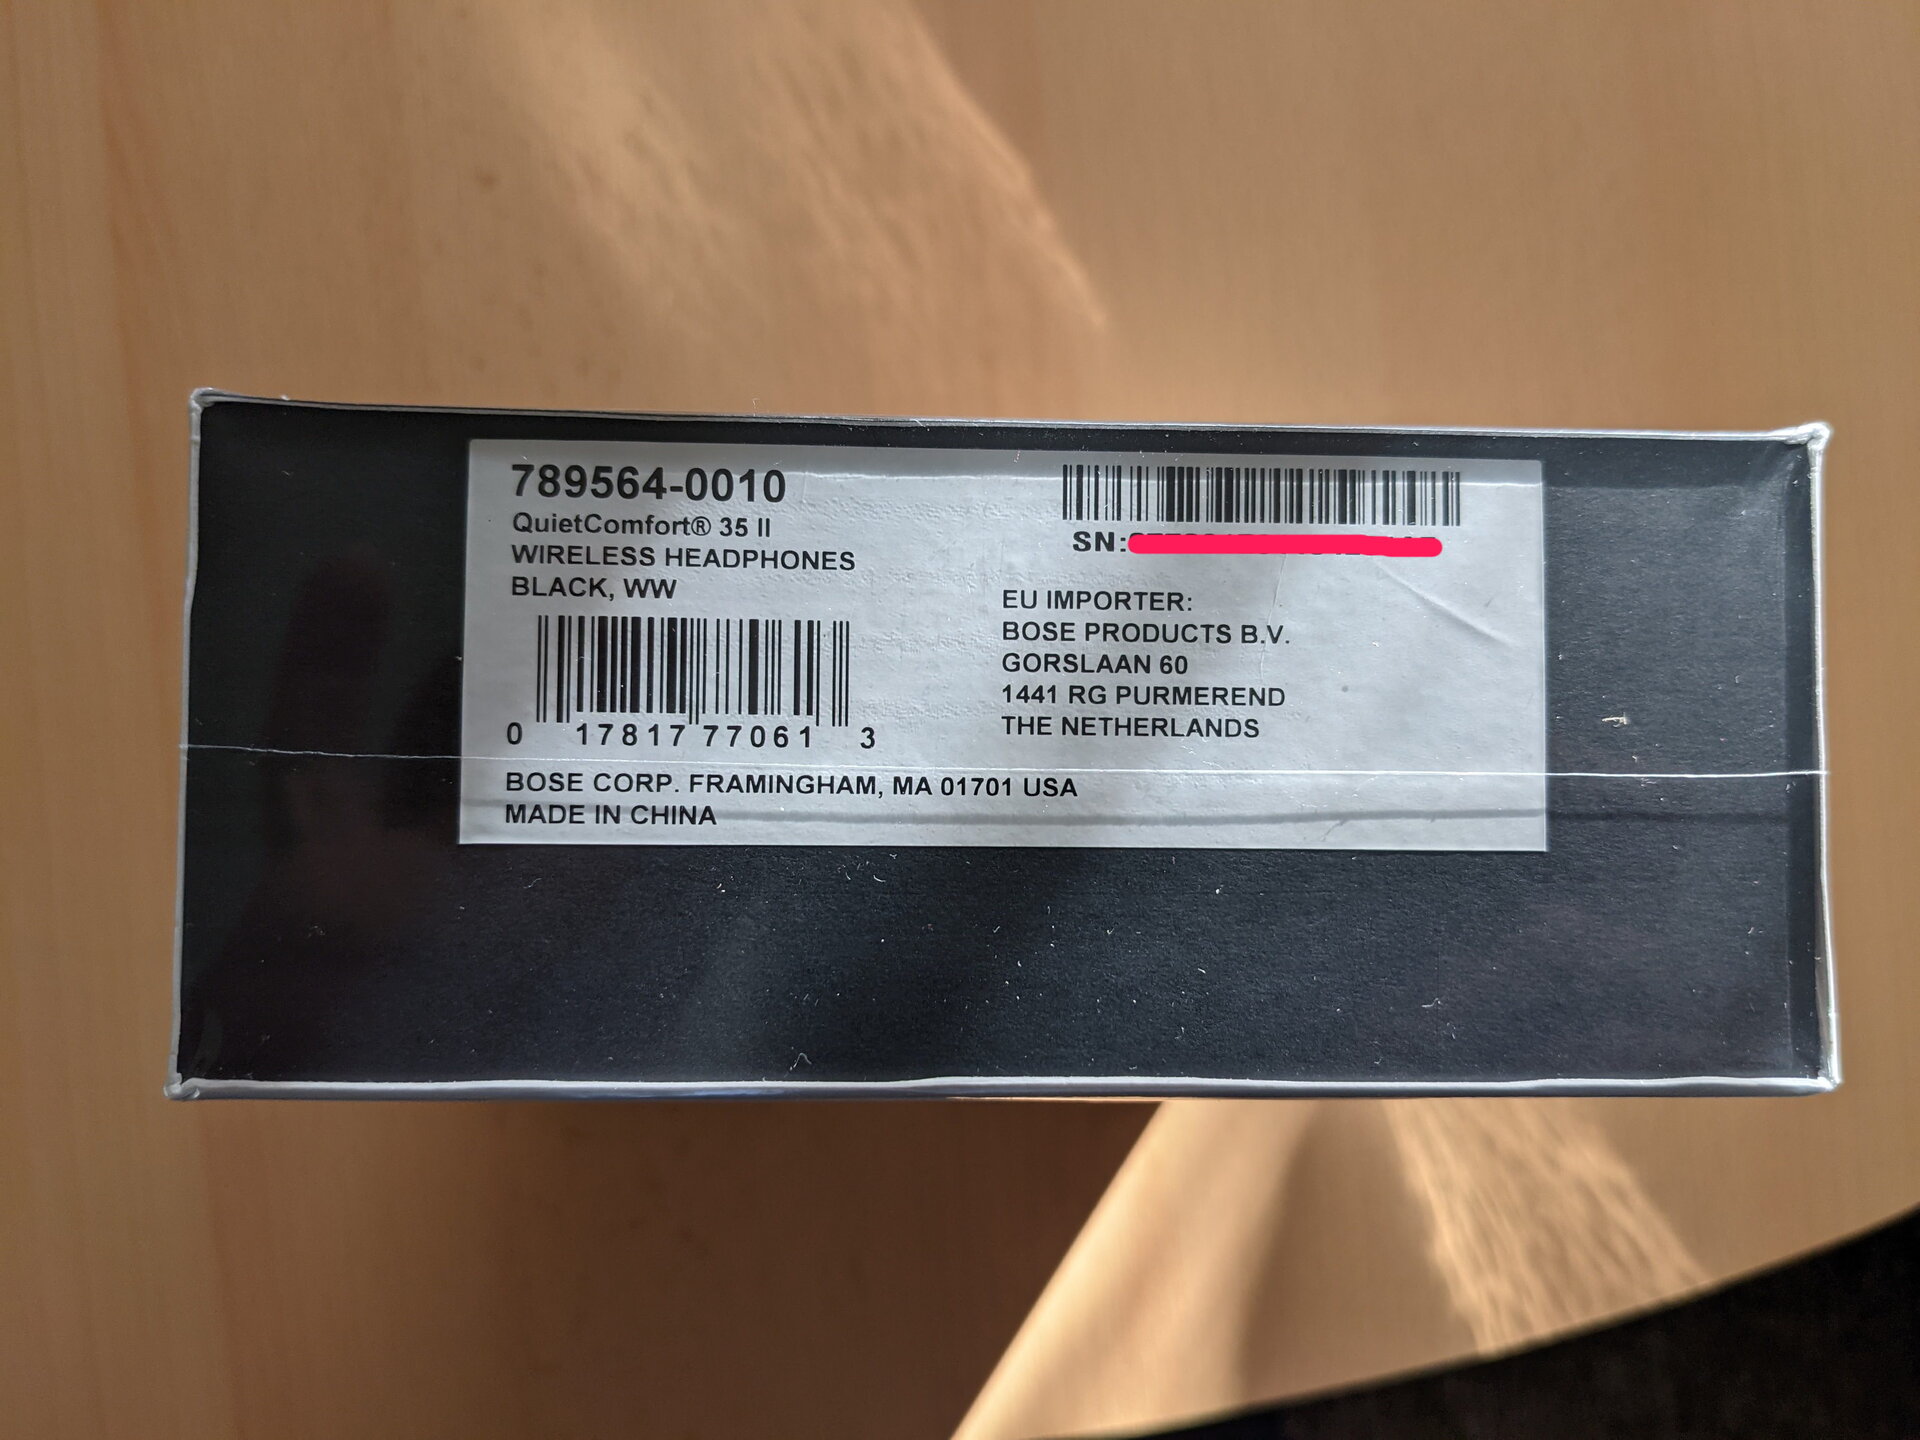 789564-0010
QuietComfort® 35 II
WIRELESS HEADPHONES
BLACK, WW
0 17817 77061 3
SN:
EU IMPORTER:
BOSE PRODUCTS B.V.
GORSLAAN 60
1441 RG PURMEREND
THE NETHERLANDS
BOSE CORP. FRAMINGHAM, MA 01701 USA
MADE IN CHINA